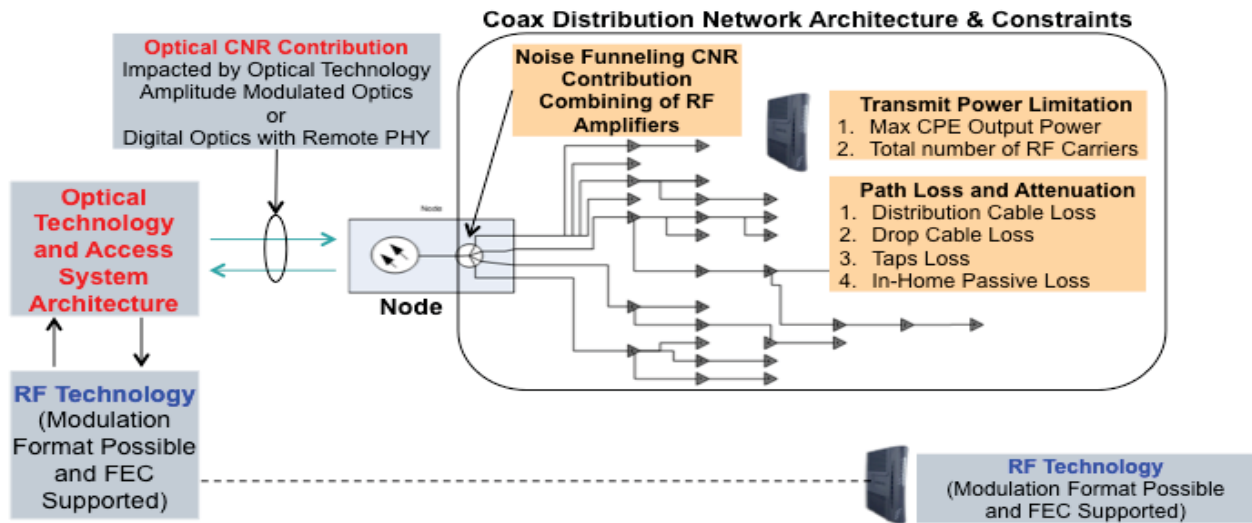 Coax Distribution Network Architecture & Constraints
Optical CNR Contribution
Impacted by Optical Technology
Amplitude Modulated Optics
or
Digital Optics with Remote PHY
Noise Funneling CNR
Contribution
Combining of RF
Amplifiers
Transmit Power Limitation
1. Max CPE Output Power
2. Total number of RF Carriers
Path Loss and Attenuation
1. Distribution Cable Loss
2. Drop Cable Loss
3. Taps Loss
4. In-Home Passive Loss
Optical
Technology
and Access
System
Architecture
Node
Node
RF Technology
(Modulation
Format Possible
and FEC
Supported)
RF Technology
(Modulation Format Possible
and FEC Supported)